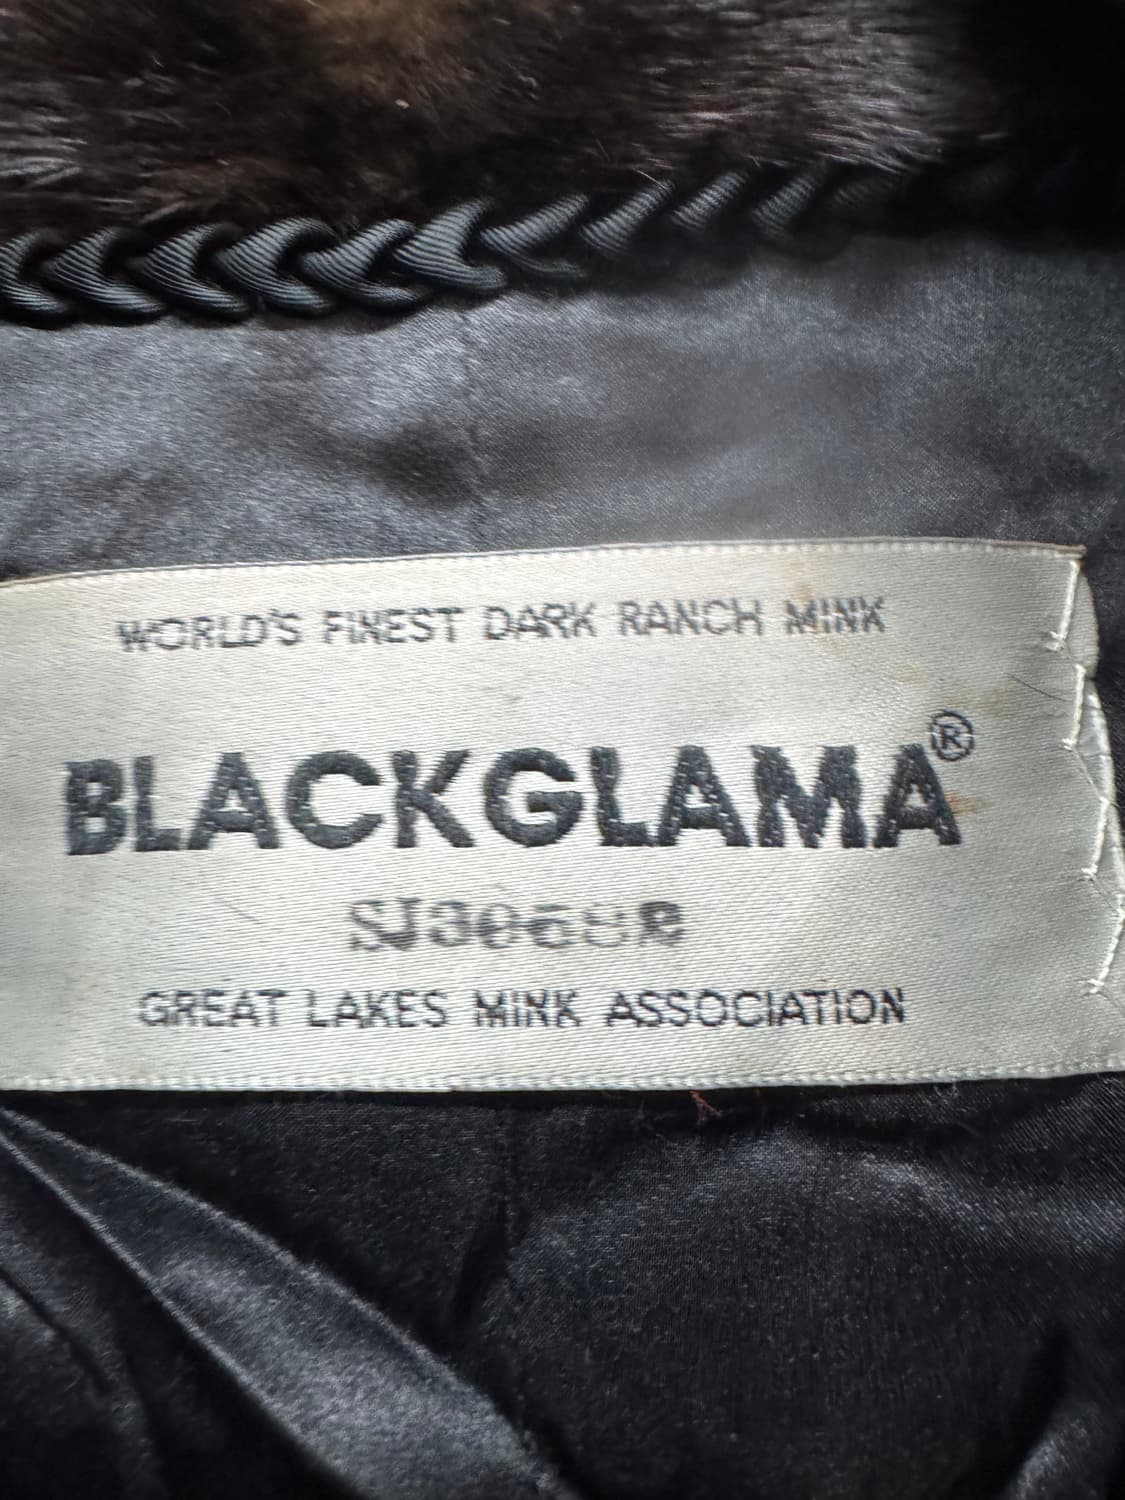 WORLD'S FINEST DARK RANCH MINK
BLACKGLAMA®
GREAT LAKES MINK ASSOCIATION